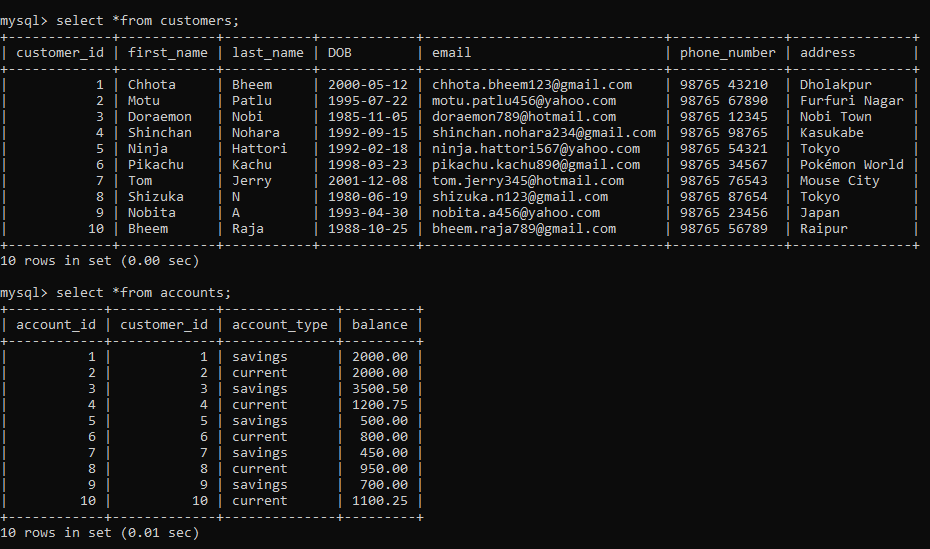 mysql> select *from customers;
+-------------+------------+-----------+------------+------------------------------+--------------+----------------+
| customer_id | first_name | last_name | DOB        | email                        | phone_number | address        |
+-------------+------------+-----------+------------+------------------------------+--------------+----------------+
|           1 | Chhota     | Bheem     | 2000-05-12 | chhota.bheem123@gmail.com    | 98765 43210  | Dholakpur      |
|           2 | Motu       | Patlu     | 1995-07-22 | motu.patlu456@yahoo.com      | 98765 67890  | Furfuri Nagar  |
|           3 | Doraemon   | Nobi      | 1985-11-05 | doraemon789@hotmail.com      | 98765 12345  | Nobi Town      |
|           4 | Shinchan   | Nohara    | 1992-09-15 | shinchan.nohara234@gmail.com | 98765 98765  | Kasukabe       |
|           5 | Ninja      | Hattori   | 1992-02-18 | ninja.hattori567@yahoo.com   | 98765 54321  | Tokyo          |
|           6 | Pikachu    | Kachu     | 1998-03-23 | pikachu.kachu890@gmail.com   | 98765 34567  | Pokémon World  |
|           7 | Tom        | Jerry     | 2001-12-08 | tom.jerry345@hotmail.com     | 98765 76543  | Mouse City     |
|           8 | Shizuka    | N         | 1980-06-19 | shizuka.n123@gmail.com       | 98765 87654  | Tokyo          |
|           9 | Nobita     | A         | 1993-04-30 | nobita.a456@yahoo.com        | 98765 23456  | Japan          |
|          10 | Bheem      | Raja      | 1988-10-25 | bheem.raja789@gmail.com      | 98765 56789  | Raipur         |
+-------------+------------+-----------+------------+------------------------------+--------------+----------------+
10 rows in set (0.00 sec)
mysql> select *from accounts;
+------------+-------------+--------------+---------+
| account_id | customer_id | account_type | balance |
+------------+-------------+--------------+---------+
|          1 |           1 | savings      | 2000.00 |
|          2 |           2 | current      | 2000.00 |
|          3 |           3 | savings      | 3500.50 |
|          4 |           4 | current      | 1200.75 |
|          5 |           5 | savings      |  500.00 |
|          6 |           6 | current      |  800.00 |
|          7 |           7 | savings      |  450.00 |
|          8 |           8 | current      |  950.00 |
|          9 |           9 | savings      |  700.00 |
|         10 |          10 | current      | 1100.25 |
+------------+-------------+--------------+---------+
10 rows in set (0.01 sec)